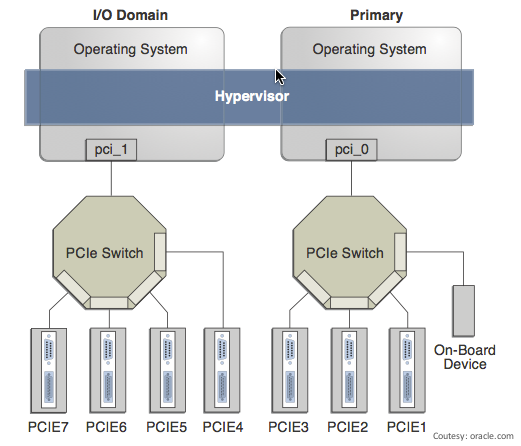 I/O Domain
Primary
Operating System
Operating System
Hypervisor
pci_1
pci_0
PCIe Switch
PCIe Switch
On-Board
Device
PCIE7
PCIE6
PCIE5
PCIE4
PCIE3
PCIE2
PCIE1
Coutesy: oracle.com